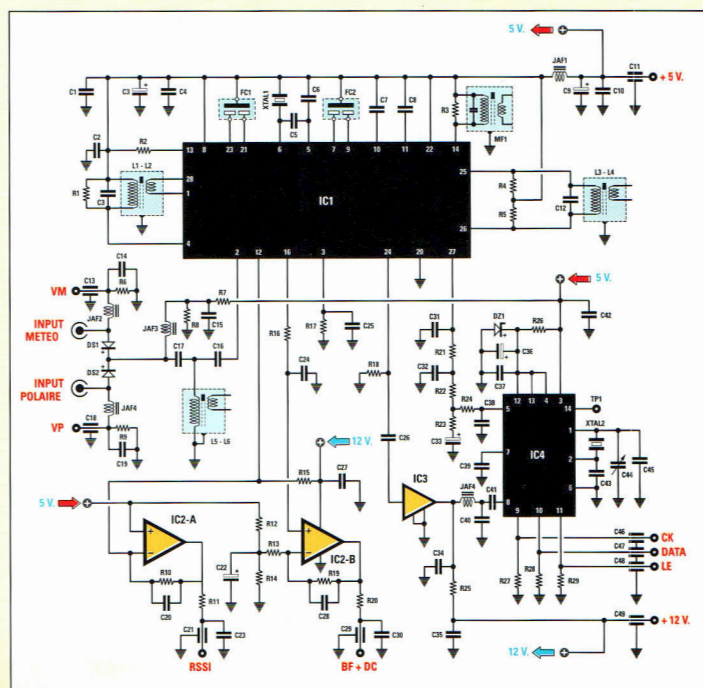 5 V.
JAF1
C11
+ 5 V.
C1
C3
C4
FC1
XTAL1
C6
C5
FC2
C7
C8
R3
MF1
C9
C10
C2
R2
13
8
23
21
6
5
7
9
10
11
22
14
L1 - L2
28
1
R1
C3
4
IC1
25
26
R4
R5
C12
L3 - L4
2
12
16
3
24
20
27
C14
VM
C13
R6
JAF2
INPUT
METEO
DS1
DS2
INPUT
POLAIRE
JAF4
VP
C18
R9
C19
R7
JAF3
R8
C15
C17
C16
L5 - L6
R16
C24
R17
C25
R18
C26
C31
R21
C32
R22
R24
C38
R23
C33
C39
5 V.
C42
DZ1
R26
C36
C37
12
13
4
3
5
14
TP1
7
1
2
6
IC4
XTAL2
C43
C44
C45
8
9
10
11
12 V.
R15
C27
5 V.
IC2-A
R12
R13
R14
C22
IC2-B
R10
C20
R11
C21
C23
RSSI
R19
C28
R20
C29
C30
BF + DC
IC3
JAF4
C41
C40
C34
R25
C35
R27
R28
R29
C46
CK
C47
DATA
C48
LE
C49
+ 12 V.
12 V.